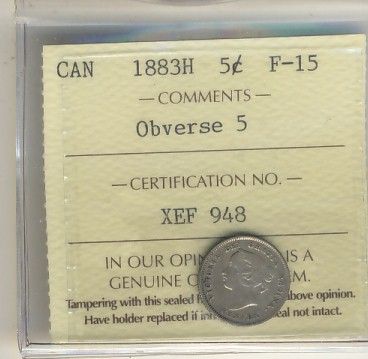 CAN 1883H 5¢ F-15
— COMMENTS —
Obverse 5
— CERTIFICATION NO. —
XEF 948
IN OUR IS A
GENUINE
Tampering with this sealed above opinion.
Have holder replaced if not intact.